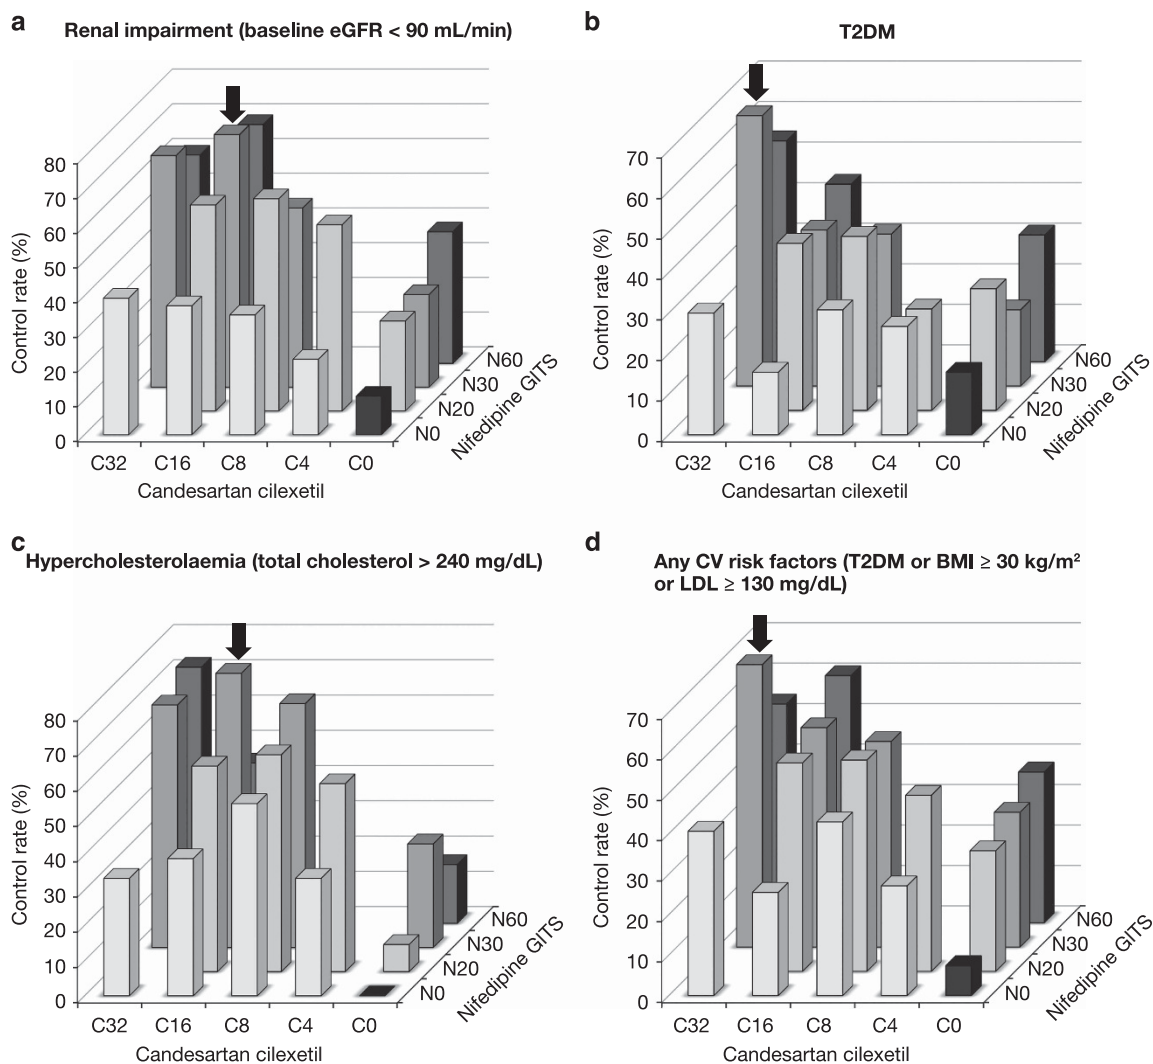 a
Renal impairment (baseline eGFR < 90 mL/min)
80
70
60
50
40
30
20
10
0
Control rate (%)
C32 C16 C8 C4 C0
Candesartan cilexetil
N60
N30
N20
N0
Nifedipine GITS
b
T2DM
70
60
50
40
30
20
10
0
Control rate (%)
C32 C16 C8 C4 C0
Candesartan cilexetil
N60
N30
N20
N0
Nifedipine GITS
c
Hypercholesterolaemia (total cholesterol > 240 mg/dL)
80
70
60
50
40
30
20
10
0
Control rate (%)
C32 C16 C8 C4 C0
Candesartan cilexetil
N60
N30
N20
N0
Nifedipine GITS
d
Any CV risk factors (T2DM or BMI ≥ 30 kg/m²
or LDL ≥ 130 mg/dL)
70
60
50
40
30
20
10
0
Control rate (%)
C32 C16 C8 C4 C0
Candesartan cilexetil
N60
N30
N20
N0
Nifedipine GITS